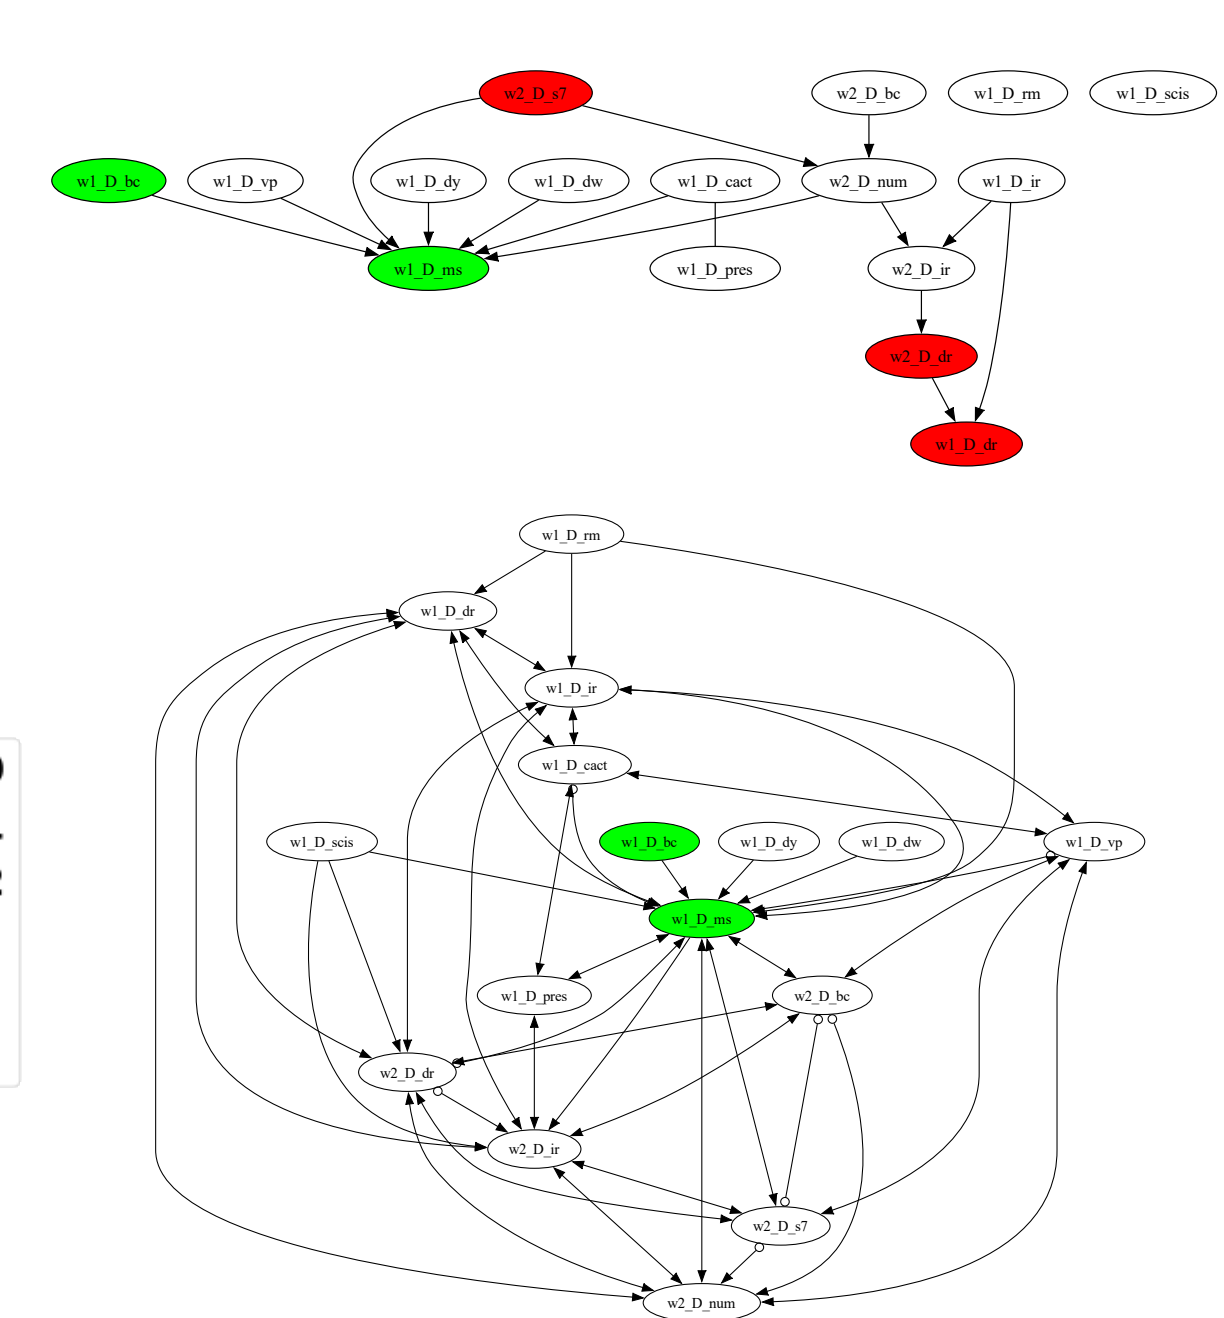 w2_D_s7 w2_D_bc w1_D_rm w1_D_scis
w1_D_bc w1_D_vp w1_D_dy w1_D_dw w1_D_cact w2_D_num w1_D_ir
w1_D_ms w1_D_pres w2_D_ir
w2_D_dr
w1_D_dr
w1_D_rm
w1_D_dr
w1_D_ir
w1_D_cact
w1_D_scis w1_D_bc w1_D_dy w1_D_dw w1_D_vp
w1_D_ms
w1_D_pres w2_D_bc
w2_D_dr
w2_D_ir
w2_D_s7
w2_D_num